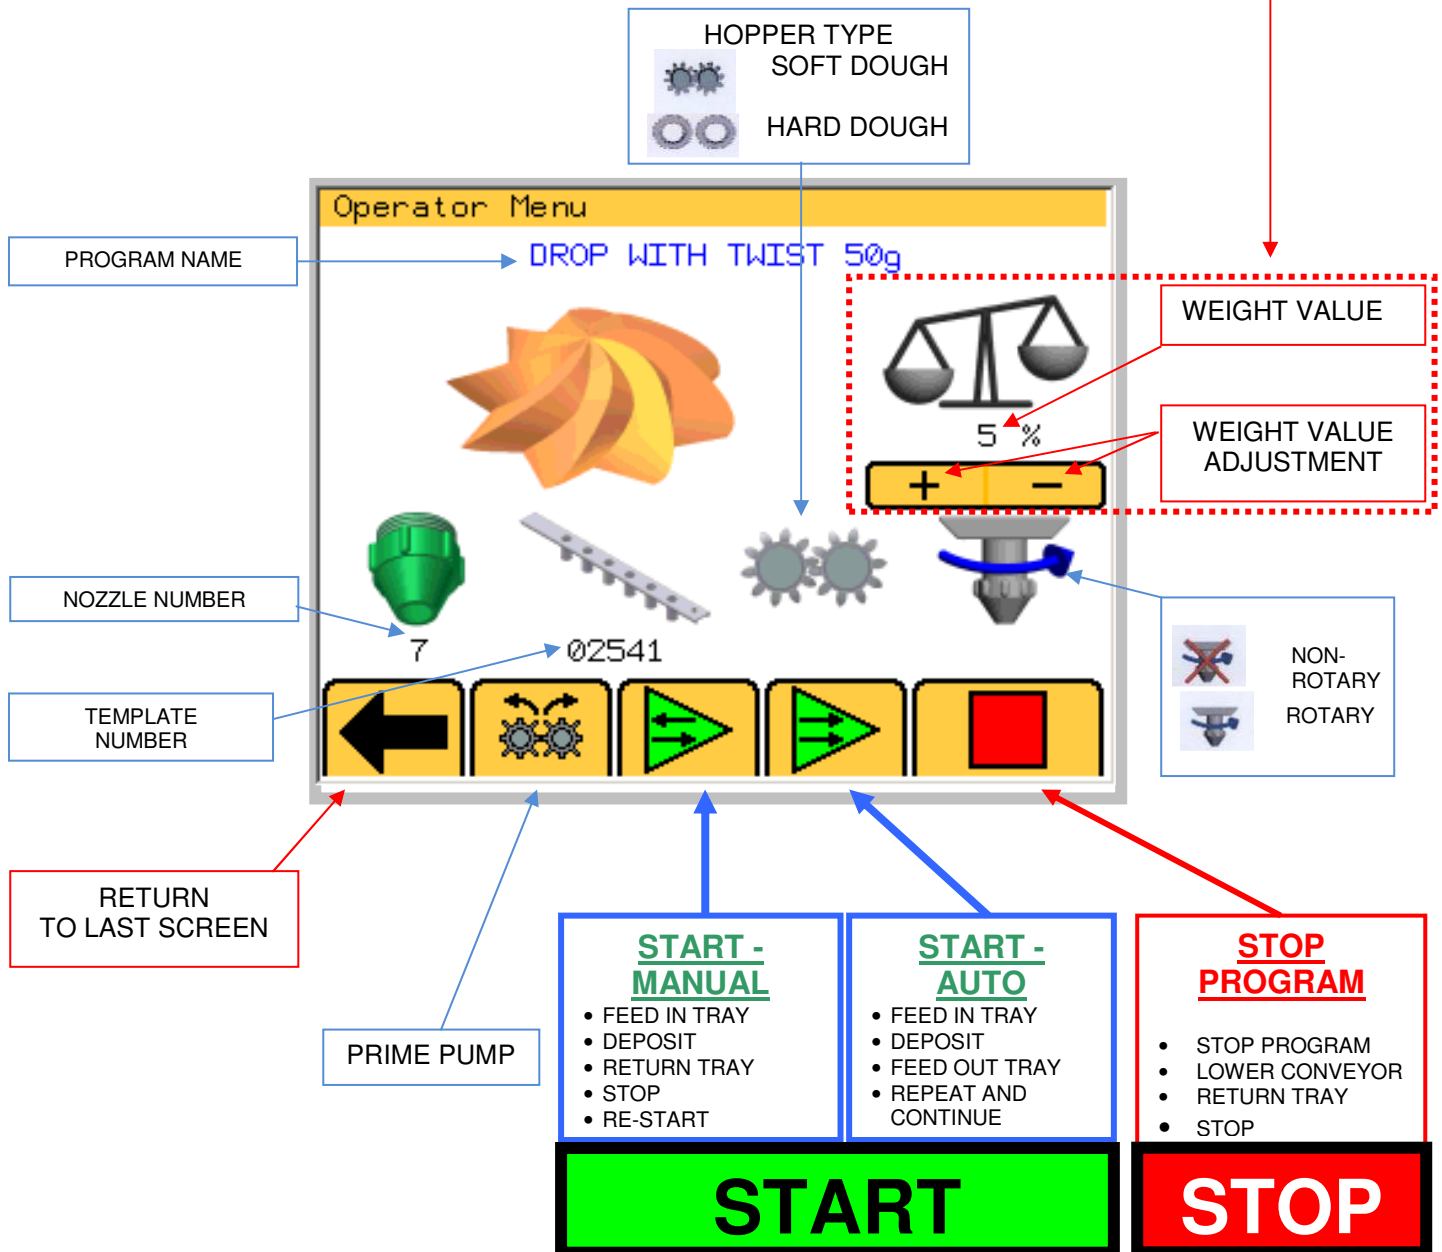 HOPPER TYPE
SOFT DOUGH
HARD DOUGH
Operator Menu
PROGRAM NAME
DROP WITH TWIST 50g
WEIGHT VALUE
5 %
WEIGHT VALUE
ADJUSTMENT
+ −
NOZZLE NUMBER
7
02541
TEMPLATE
NUMBER
NON-
ROTARY
ROTARY
RETURN
TO LAST SCREEN
PRIME PUMP
START -
MANUAL
• FEED IN TRAY
• DEPOSIT
• RETURN TRAY
• STOP
• RE-START
START -
AUTO
• FEED IN TRAY
• DEPOSIT
• FEED OUT TRAY
• REPEAT AND
CONTINUE
STOP
PROGRAM
• STOP PROGRAM
• LOWER CONVEYOR
• RETURN TRAY
• STOP
START
STOP